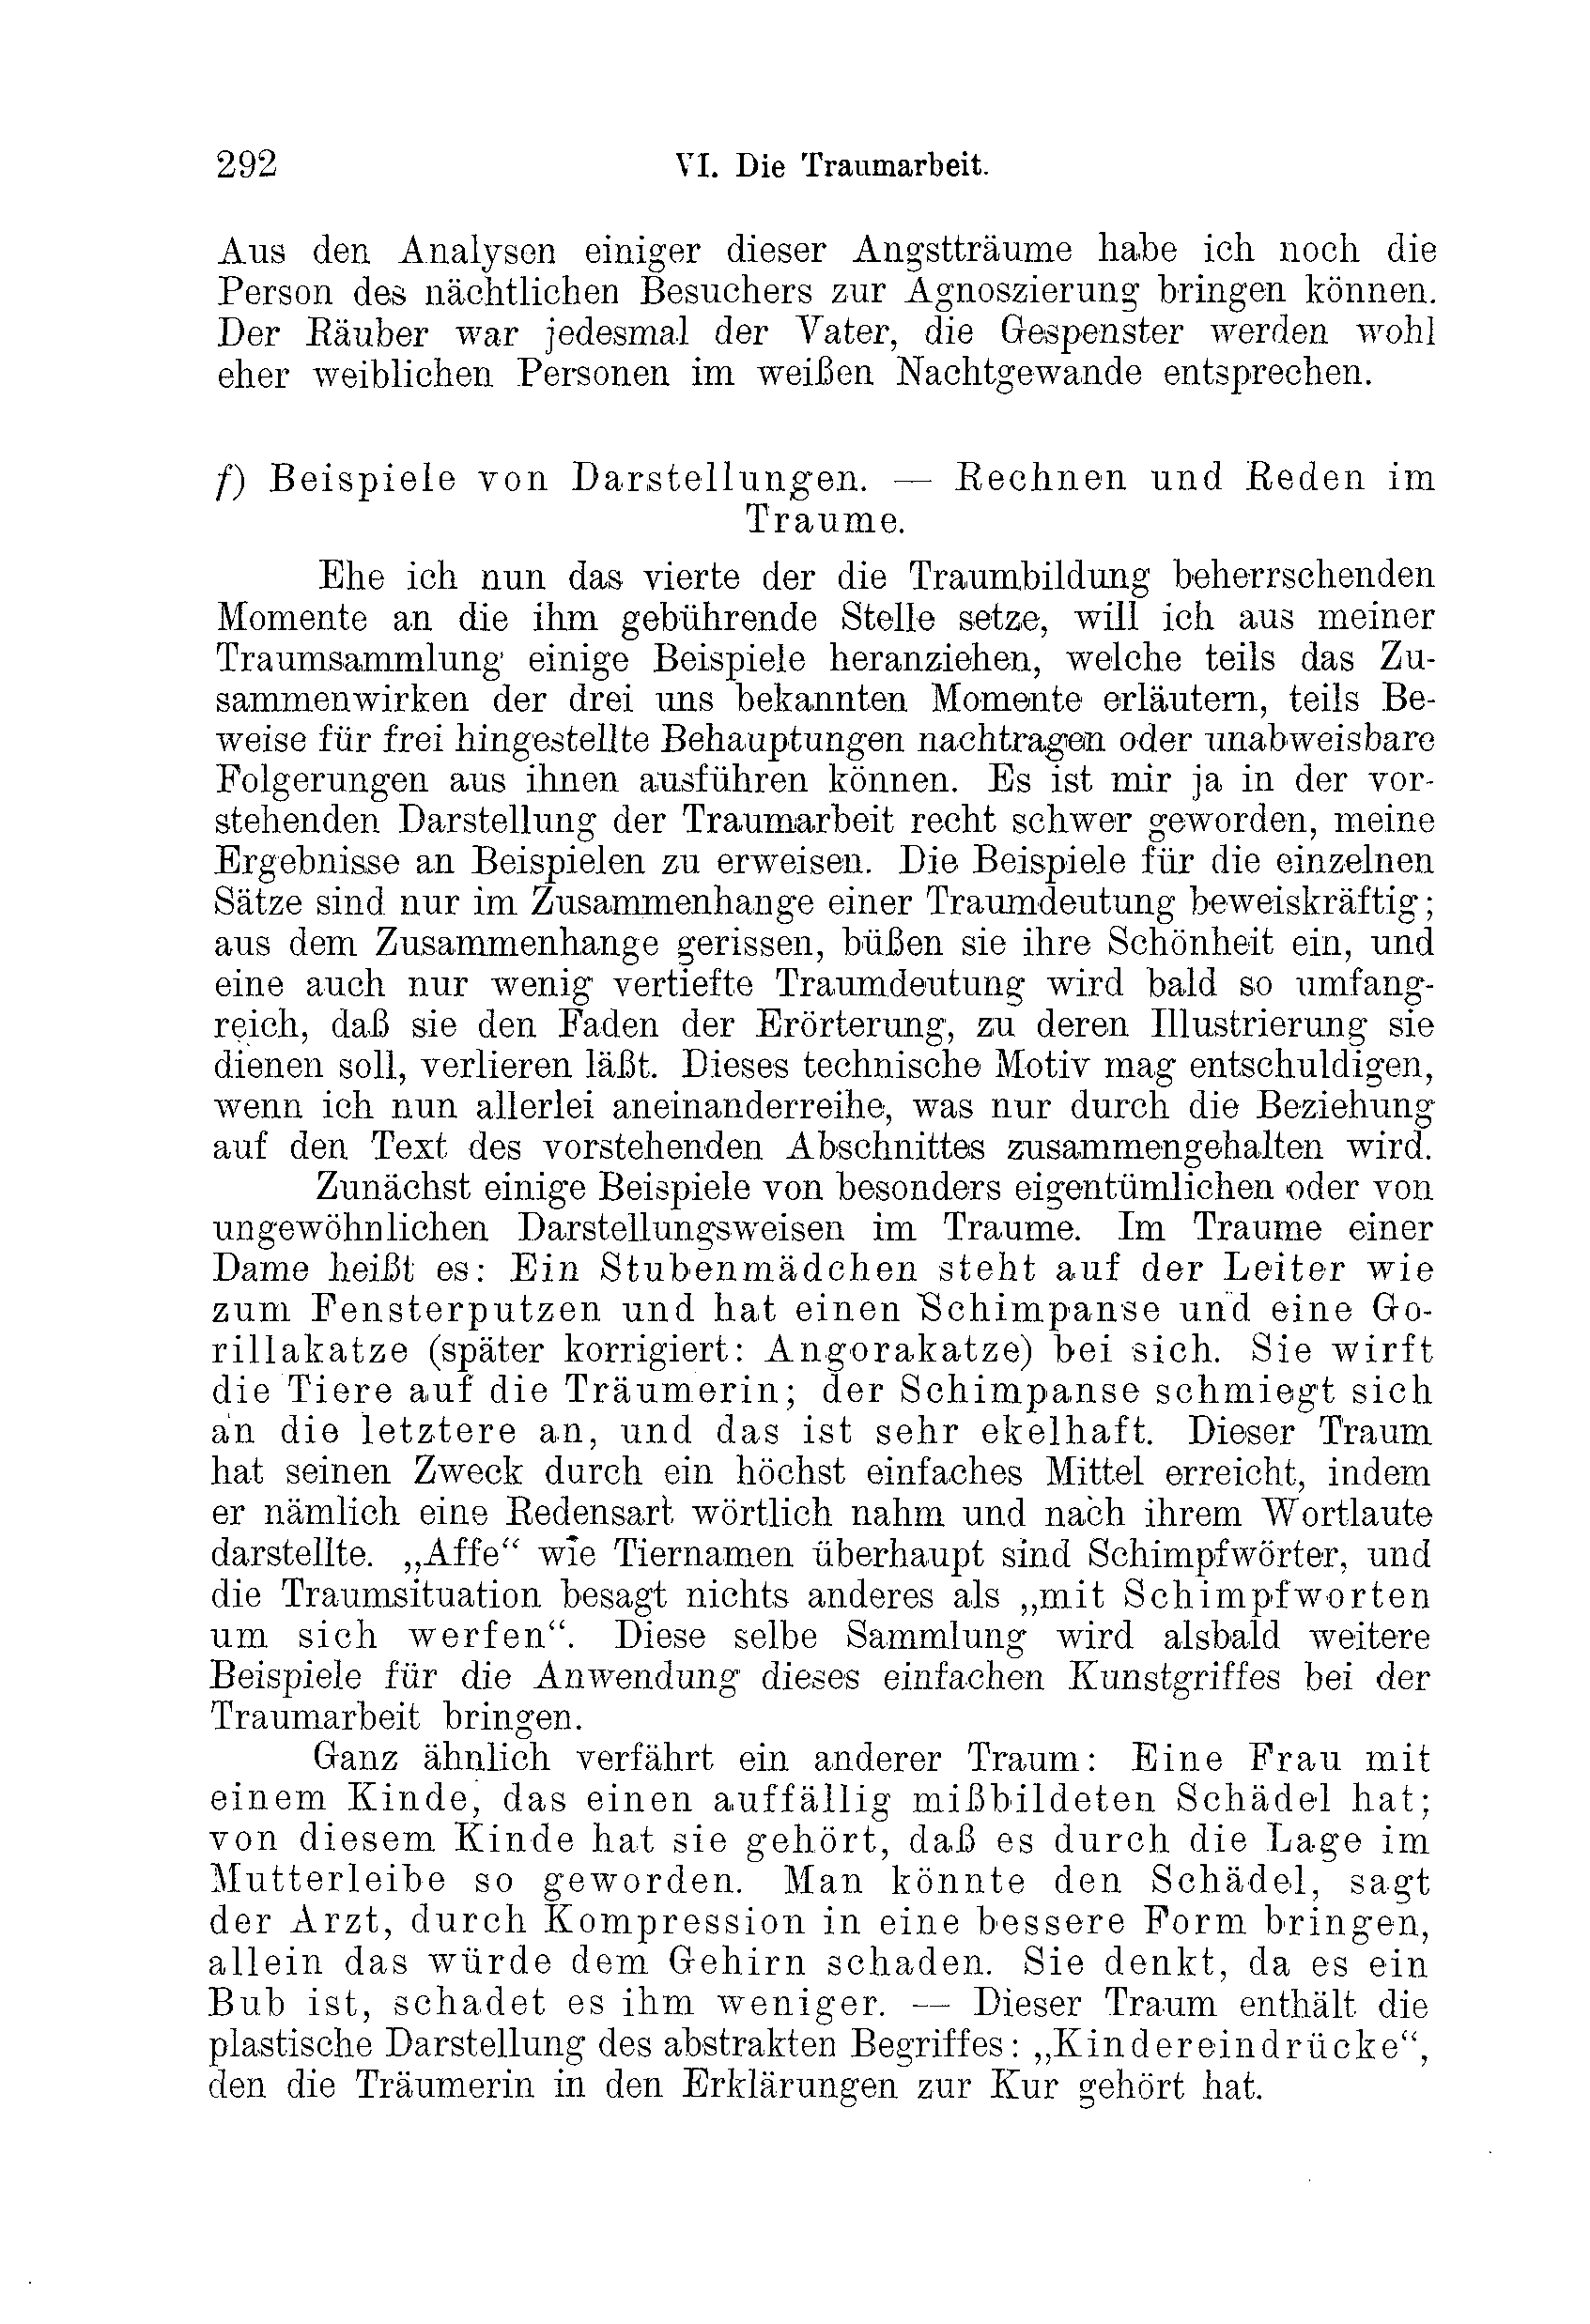 292
VI. Die Traumarbeit.
Aus den Analysen einiger dieser Angstträume habe ich noch die
Person des nächtlichen Besuchers zur Agnoszierung bringen können.
Der Räuber war jedesmal der Vater, die Gespenster werden wohl
eher weiblichen Personen im weißen Nachtgewande entsprechen.
f) Beispiele von Darstellungen. — Rechnen und Reden im
Traume.
Ehe ich nun das vierte der die Traumbildung beherrschenden
Momente an die ihm gebührende Stelle setze, will ich aus meiner
Traumsammlung einige Beispiele heranziehen, welche teils das Zu-
sammenwirken der drei uns bekannten Momente erläutern, teils Be-
weise für frei hingestellte Behauptungen nachtragen oder unabweisbare
Folgerungen aus ihnen ausführen können. Es ist mir ja in der vor-
stehenden Darstellung der Traumarbeit recht schwer geworden, meine
Ergebnisse an Beispielen zu erweisen. Die Beispiele für die einzelnen
Sätze sind nur im Zusammenhange einer Traumdeutung beweiskräftig;
aus dem Zusammenhange gerissen, büßen sie ihre Schönheit ein, und
eine auch nur wenig vertiefte Traumdeutung wird bald so umfang-
reich, daß sie den Faden der Erörterung, zu deren Illustrierung sie
dienen soll, verlieren läßt. Dieses technische Motiv mag entschuldigen,
wenn ich nun allerlei aneinanderreihe, was nur durch die Beziehung
auf den Text des vorstehenden Abschnittes zusammengehalten wird.
Zunächst einige Beispiele von besonders eigentümlichen oder von
ungewöhnlichen Darstellungsweisen im Traume. Im Traume einer
Dame heißt es: Ein Stubenmädchen steht auf der Leiter wie
zum Fensterputzen und hat einen Schimpanse und eine Go-
rillakatze (später korrigiert: Angorakatze) bei sich. Sie wirft
die Tiere auf die Träumerin; der Schimpanse schmiegt sich
an die letztere an, und das ist sehr ekelhaft. Dieser Traum
hat seinen Zweck durch ein höchst einfaches Mittel erreicht, indem
er nämlich eine Redensart wörtlich nahm und nach ihrem Wortlaute
darstellte. „Affe“ wie Tiernamen überhaupt sind Schimpfwörter, und
die Traumsituation besagt nichts anderes als „mit Schimpfworten
um sich werfen“. Diese selbe Sammlung wird alsbald weitere
Beispiele für die Anwendung dieses einfachen Kunstgriffes bei der
Traumarbeit bringen.
Ganz ähnlich verfährt ein anderer Traum: Eine Frau mit
einem Kinde, das einen auffällig mißbildeten Schädel hat;
von diesem Kinde hat sie gehört, daß es durch die Lage im
Mutterleibe so geworden. Man könnte den Schädel, sagt
der Arzt, durch Kompression in eine bessere Form bringen,
allein das würde dem Gehirn schaden. Sie denkt, da es ein
Bub ist, schadet es ihm weniger. — Dieser Traum enthält die
plastische Darstellung des abstrakten Begriffes: „Kindereindrücke“,
den die Träumerin in den Erklärungen zur Kur gehört hat.